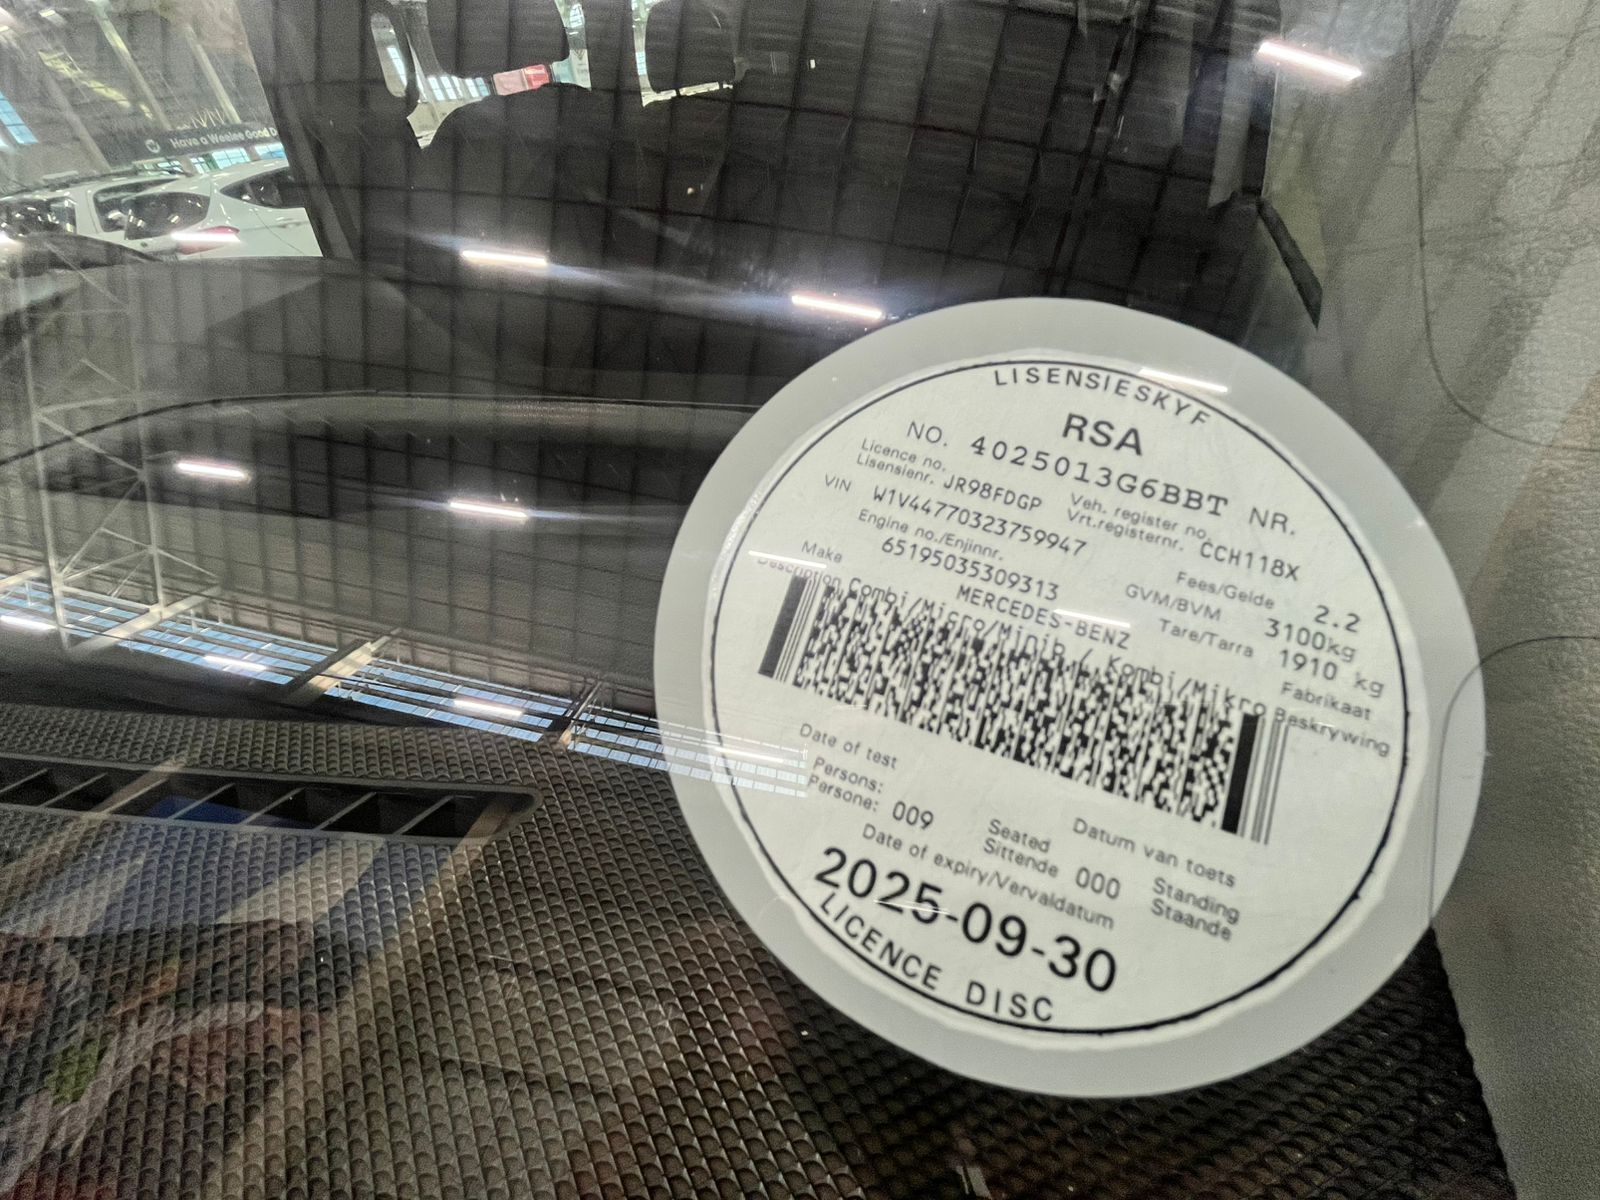 Have a Weelee Good D
LISENSIESKYF
RSA
NO. 4025013G6BBT NR.
Licence no.
Lisensienr. JR98FDGP
Veh. register no.
Vrt.registernr. CCH118X
VIN W1V44770323759947
Engine no./Enjinnr.
65195035309313
Fees/Gelde 2.2
GVM/BVM 3100kg
Tare/Tarra 1910 kg
Make MERCEDES-BENZ Fabrikaat
Description Combi/Micro/Minib / Kombi/Mikro Beskrywing
Date of test Datum van toets
Persons:
Persone: 009 Seated
Sittende 000 Standing
Staande
Date of expiry/Vervaldatum
2025-09-30
LICENCE DISC